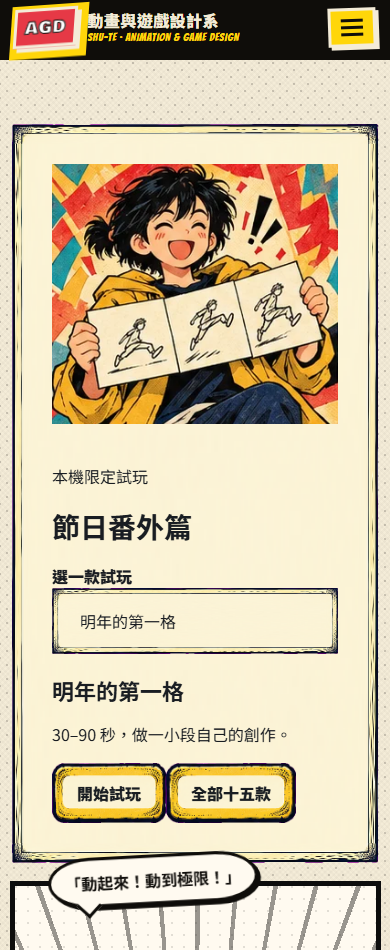 AGD
動畫與遊戲設計系
SHU-TE · ANIMATION & GAME DESIGN
!!
本機限定試玩
節日番外篇
選一款試玩
明年的第一格
明年的第一格
30–90 秒，做一小段自己的創作。
開始試玩
全部十五款
「動起來！動到極限！」